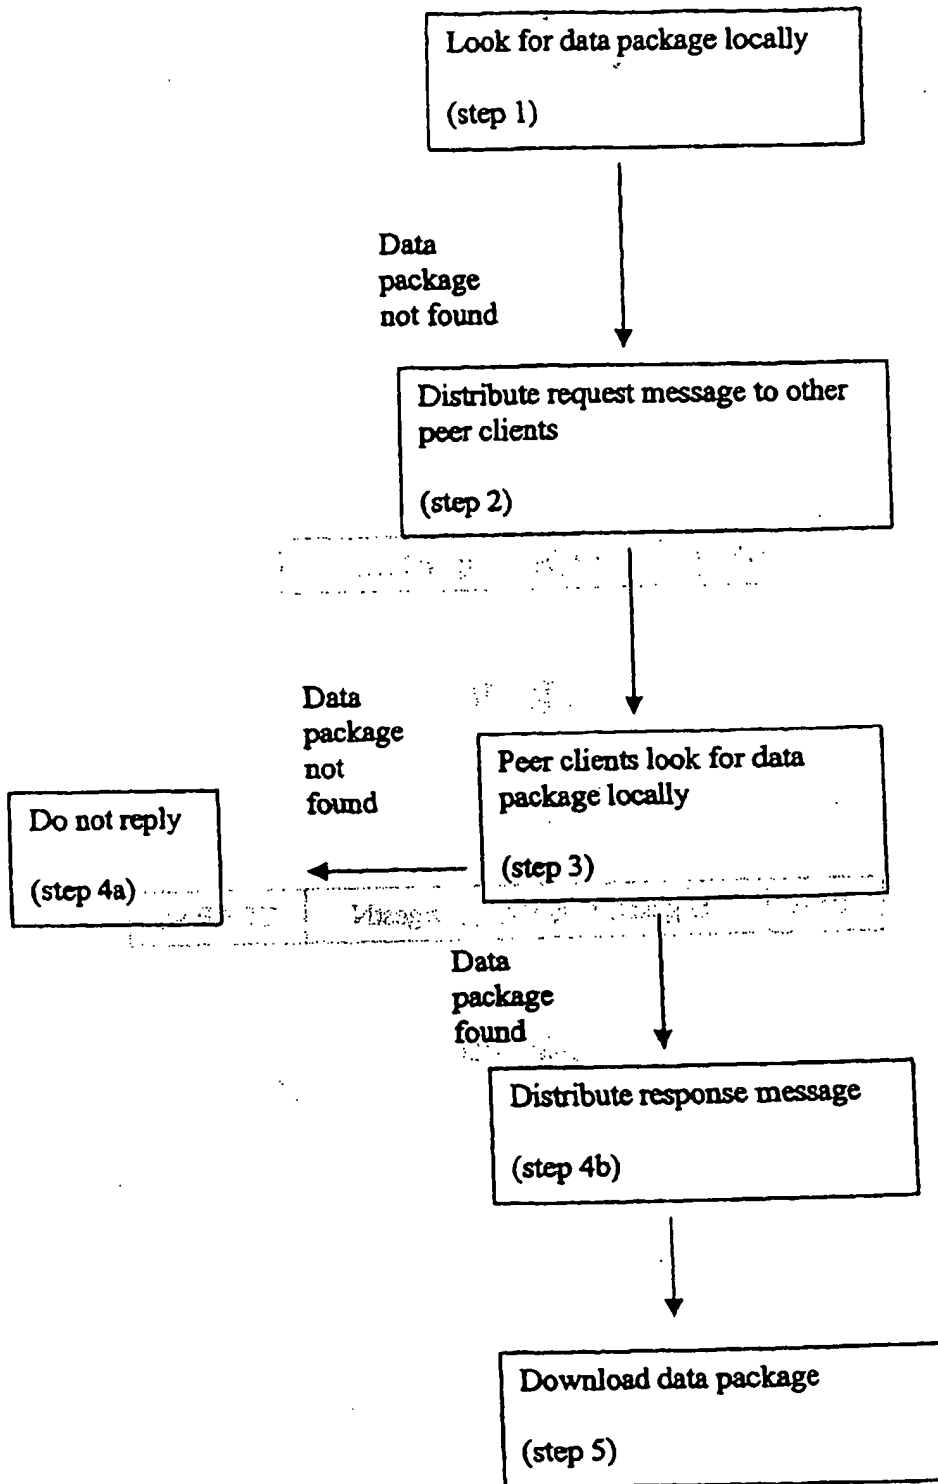 Look for data package locally
(step 1)
Data
package
not found
Distribute request message to other
peer clients
(step 2)
Data
package
not
found
Peer clients look for data
package locally
(step 3)
Do not reply
(step 4a)
Data
package
found
Distribute response message
(step 4b)
Download data package
(step 5)